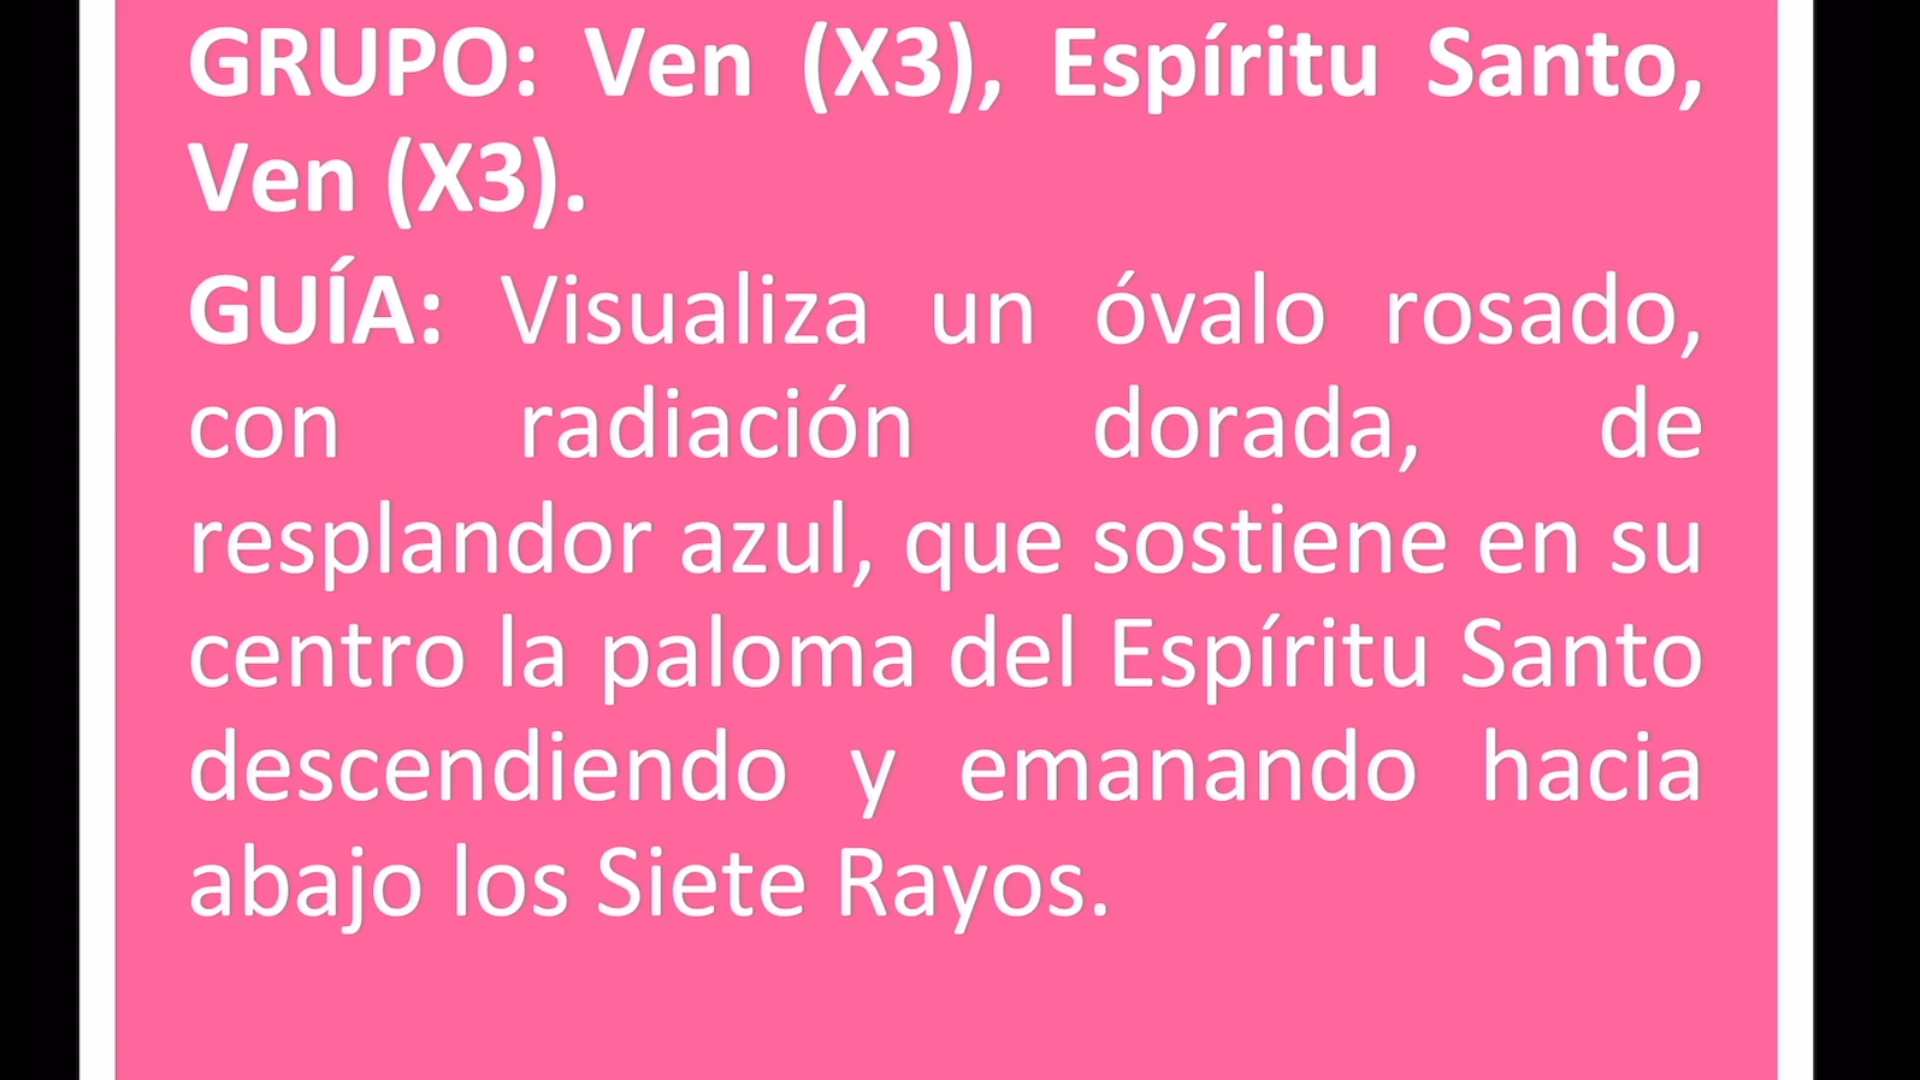 GRUPO: Ven (X3), Espíritu Santo,
Ven (X3).
GUÍA: Visualiza un óvalo rosado,
con radiación dorada, de
resplandor azul, que sostiene en su
centro la paloma del Espíritu Santo
descendiendo y emanando hacia
abajo los Siete Rayos.